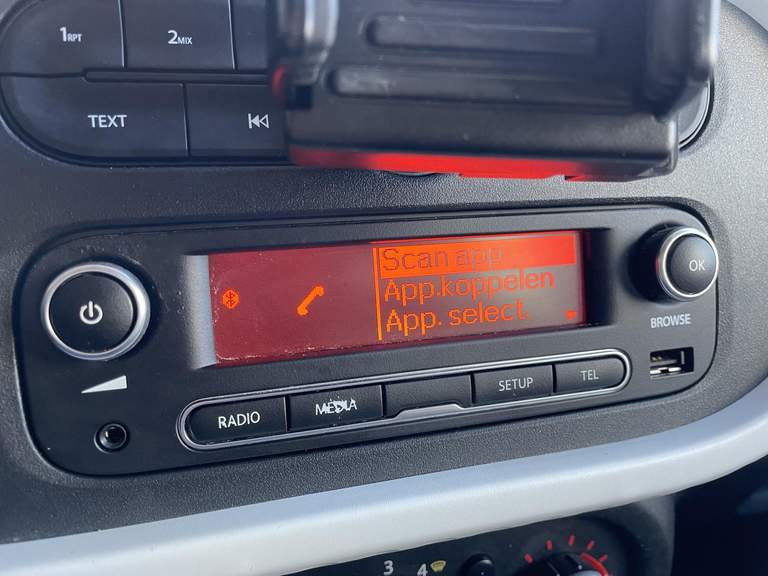 1RPT
2MIX
TEXT
Scan app.
App.koppelen
App. select.
OK
BROWSE
RADIO
MEDIA
SETUP
TEL
3
4